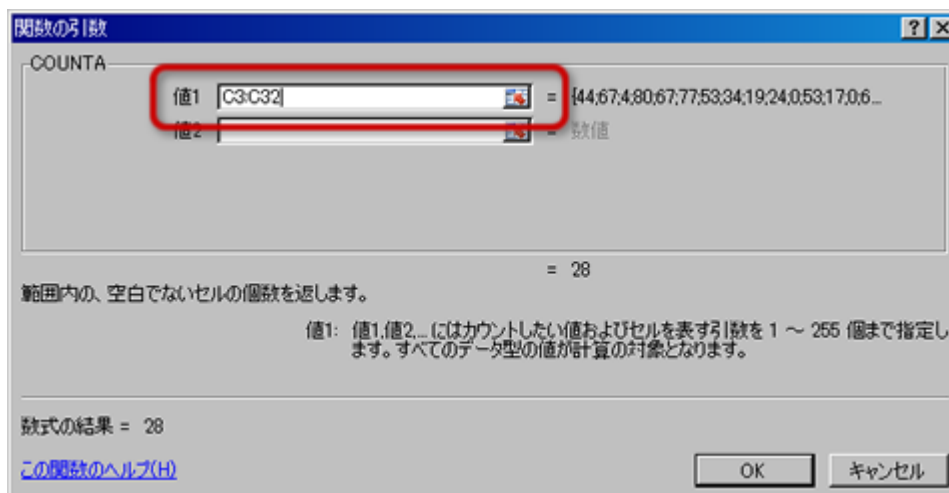 関数の引数
COUNTA
値1 C3:C32 = {44;67;4;80;67;77;53;34;19;24;0;53;17;0;6...
値2 = 数値
= 28
範囲内の、空白でないセルの個数を返します。
値1: 値1,値2,... にはカウントしたい値およびセルを表す引数を 1 ～ 255 個まで指定し
ます。すべてのデータ型の値が計算の対象となります。
数式の結果 = 28
この関数のヘルプ(H)
OK
キャンセル